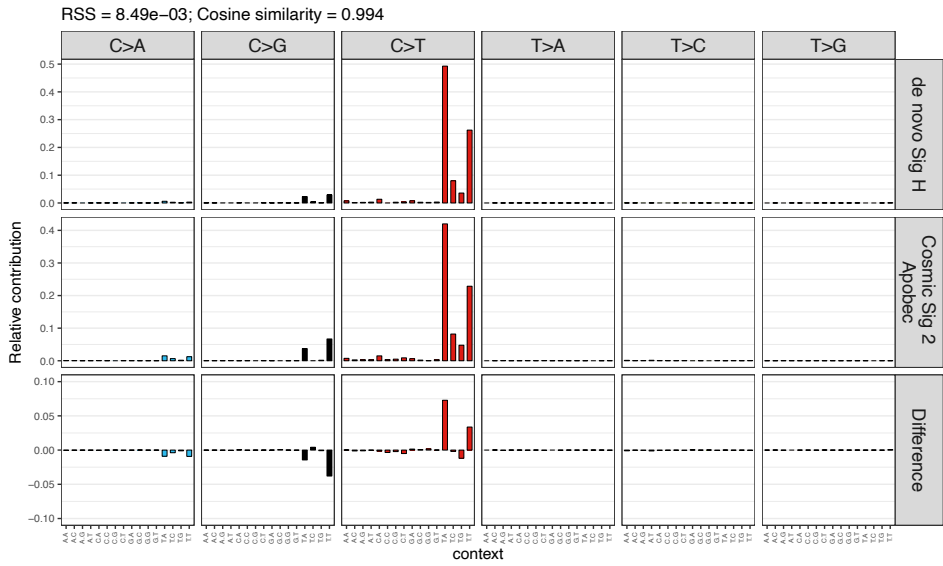 RSS = 8.49e−03; Cosine similarity = 0.994
C>A C>G C>T T>A T>C T>G
0.5
0.4
0.3
0.2
0.1
0.0
de novo Sig H
0.4
0.3
0.2
0.1
0.0
Cosmic Sig 2
Apobec
0.10
0.05
0.00
−0.05
−0.10
Difference
Relative contribution
A.A A.C A.G A.T C.A C.C C.G C.T G.A G.C G.G G.T T.A T.C T.G T.T A.A A.C A.G A.T C.A C.C C.G C.T G.A G.C G.G G.T T.A T.C T.G T.T A.A A.C A.G A.T C.A C.C C.G C.T G.A G.C G.G G.T T.A T.C T.G T.T A.A A.C A.G A.T C.A C.C C.G C.T G.A G.C G.G G.T T.A T.C T.G T.T A.A A.C A.G A.T C.A C.C C.G C.T G.A G.C G.G G.T T.A T.C T.G T.T A.A A.C A.G A.T C.A C.C C.G C.T G.A G.C G.G G.T T.A T.C T.G T.T
context